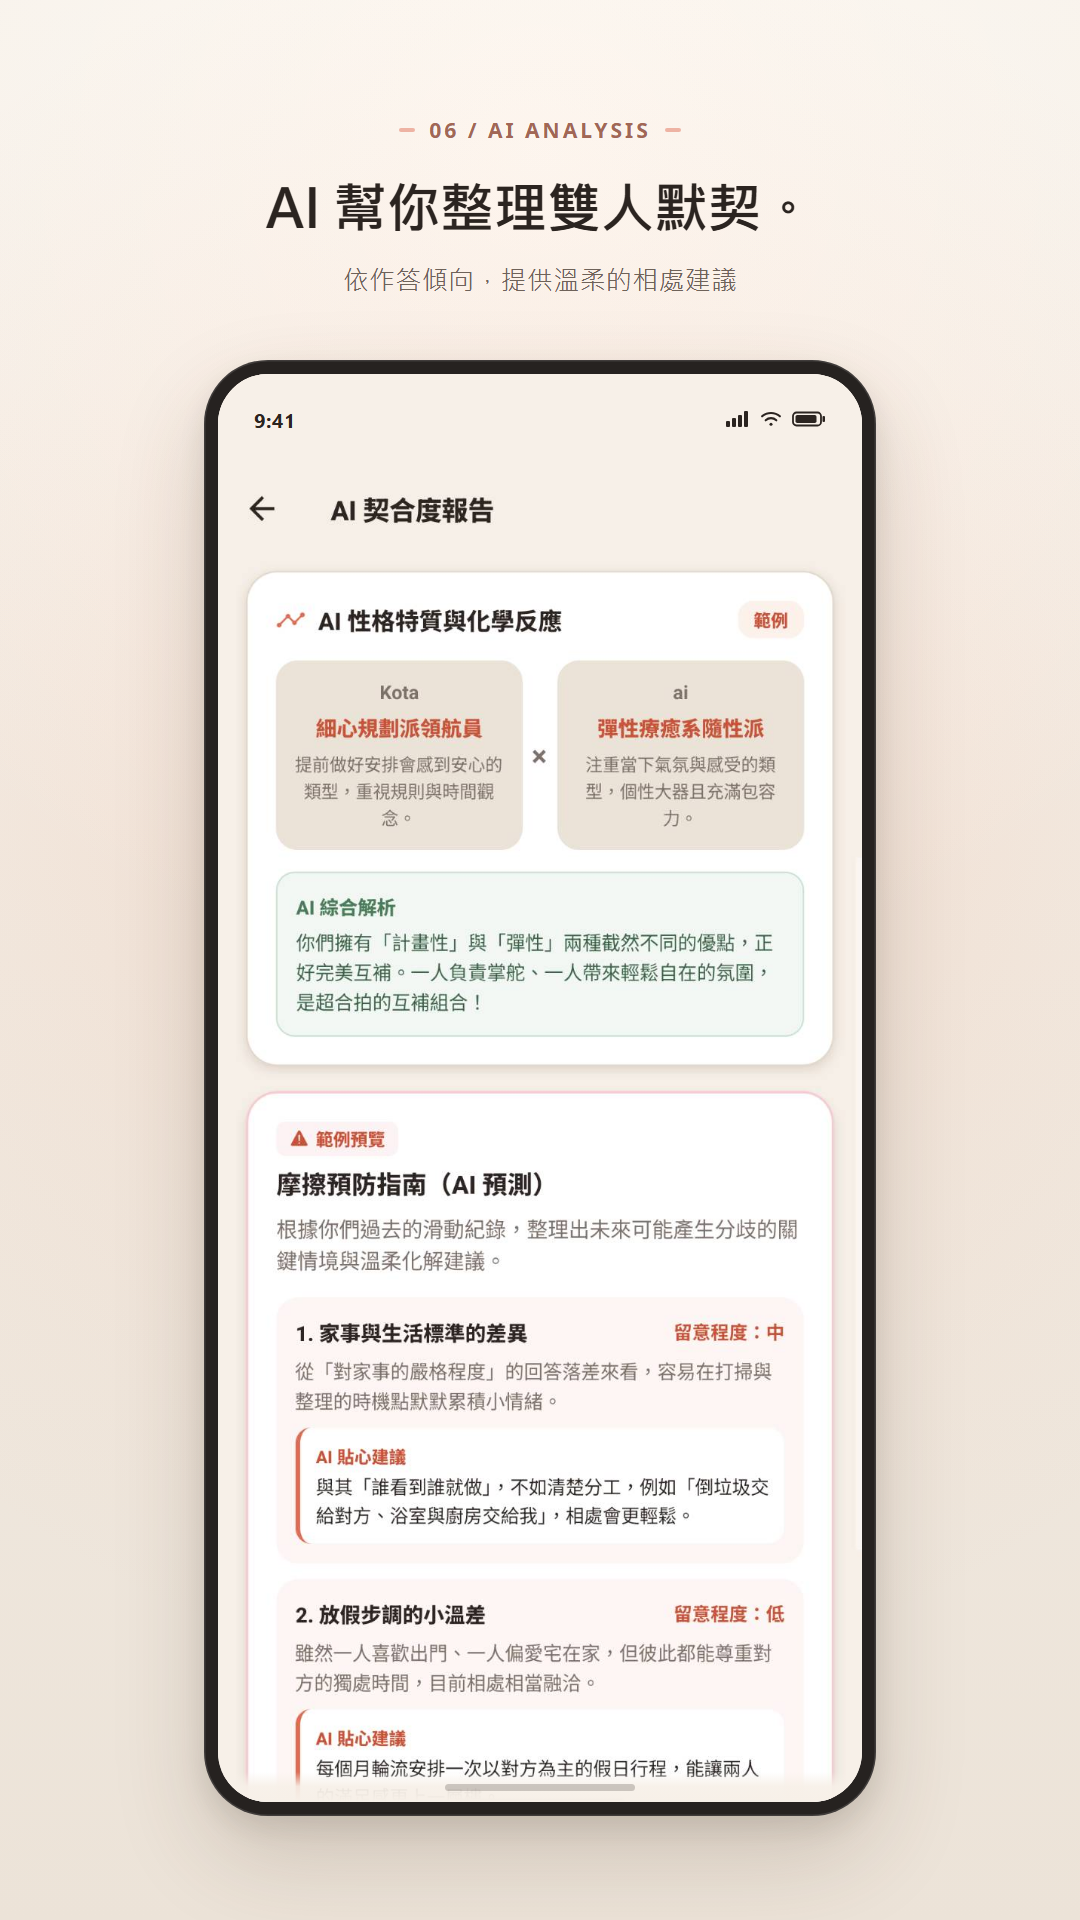 06 / AI ANALYSIS
AI 幫你整理雙人默契。
依作答傾向，提供溫柔的相處建議
9:41
AI 契合度報告
AI 性格特質與化學反應
範例
Kota
細心規劃派領航員
提前做好安排會感到安心的
類型，重視規則與時間觀
念。
×
ai
彈性療癒系隨性派
注重當下氣氛與感受的類
型，個性大器且充滿包容
力。
AI 綜合解析
你們擁有「計畫性」與「彈性」兩種截然不同的優點，正
好完美互補。一人負責掌舵、一人帶來輕鬆自在的氛圍，
是超合拍的互補組合！
範例預覽
摩擦預防指南（AI 預測）
根據你們過去的滑動紀錄，整理出未來可能產生分歧的關
鍵情境與溫柔化解建議。
1. 家事與生活標準的差異
留意程度：中
從「對家事的嚴格程度」的回答落差來看，容易在打掃與
整理的時機點默默累積小情緒。
AI 貼心建議
與其「誰看到誰就做」，不如清楚分工，例如「倒垃圾交
給對方、浴室與廚房交給我」，相處會更輕鬆。
2. 放假步調的小溫差
留意程度：低
雖然一人喜歡出門、一人偏愛宅在家，但彼此都能尊重對
方的獨處時間，目前相處相當融洽。
AI 貼心建議
每個月輪流安排一次以對方為主的假日行程，能讓兩人